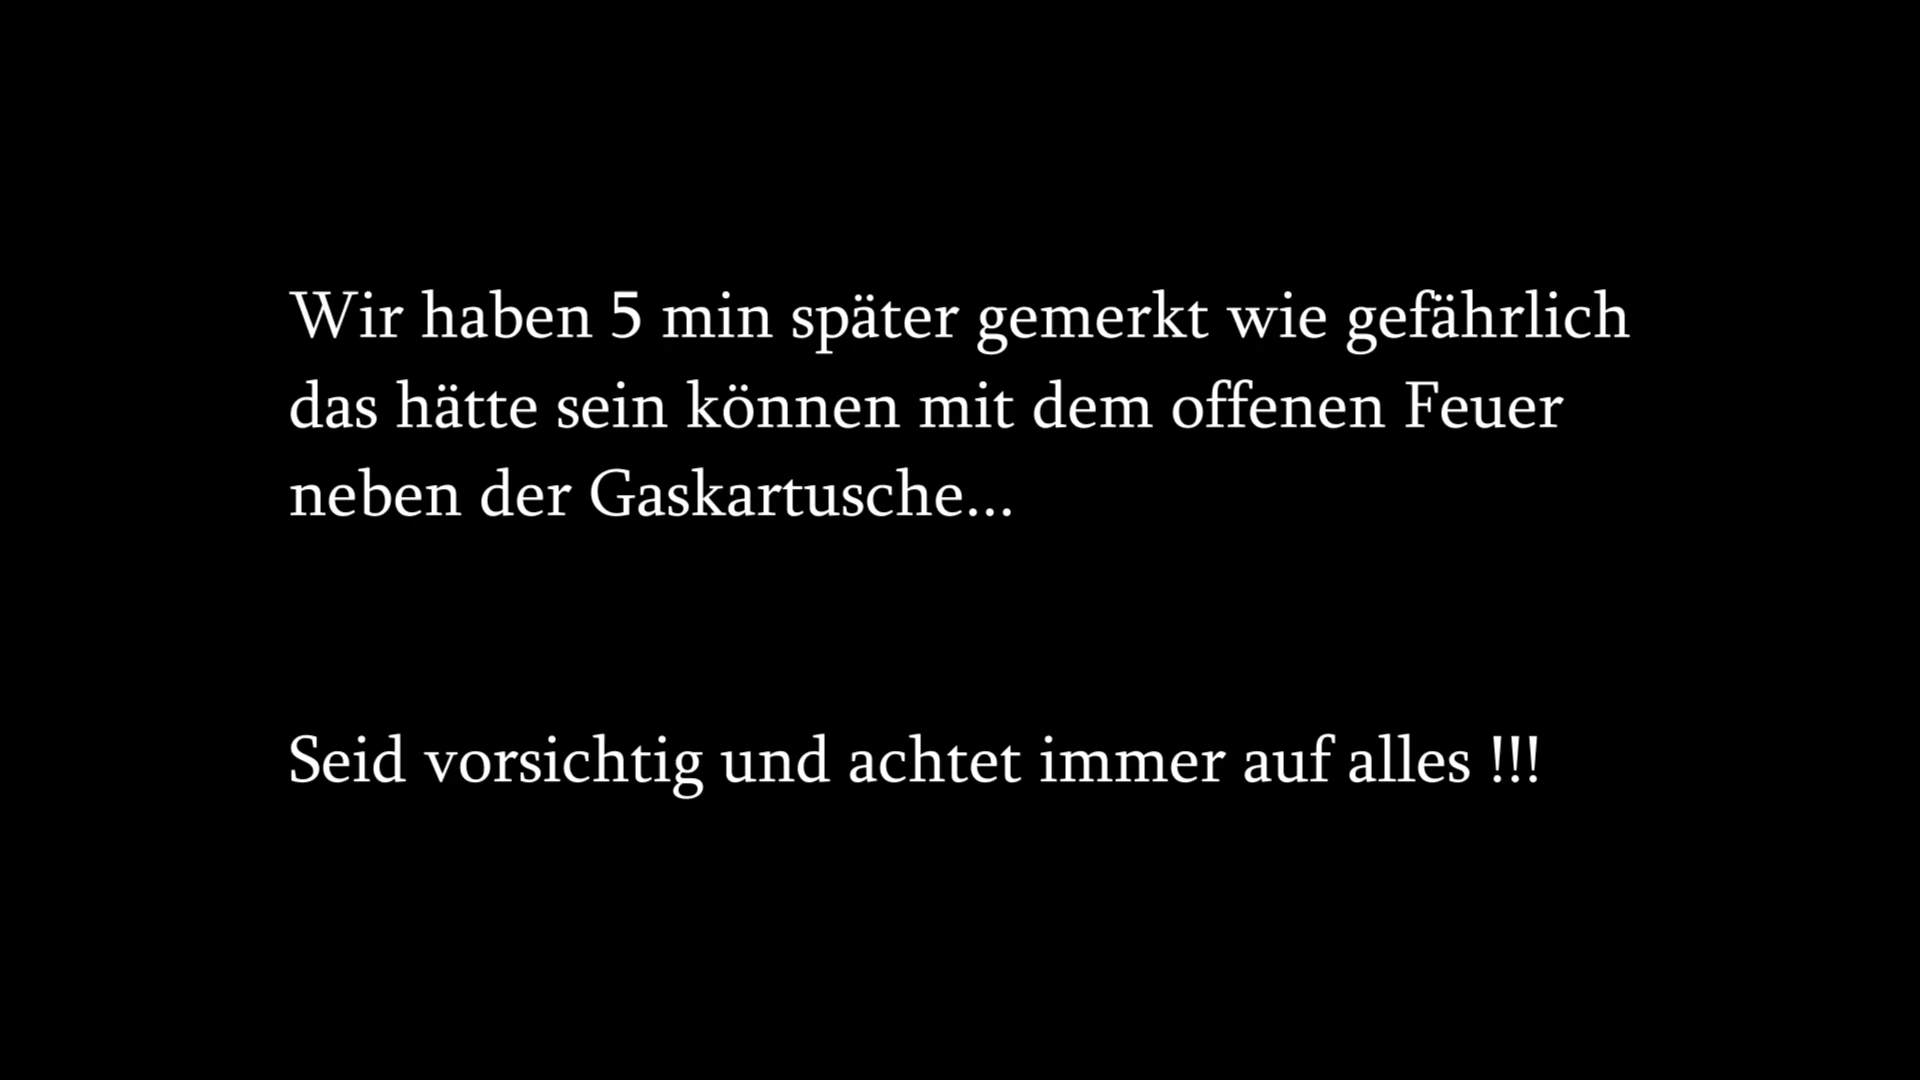 Wir haben 5 min später gemerkt wie gefährlich
das hätte sein können mit dem offenen Feuer
neben der Gaskartusche...
Seid vorsichtig und achtet immer auf alles !!!